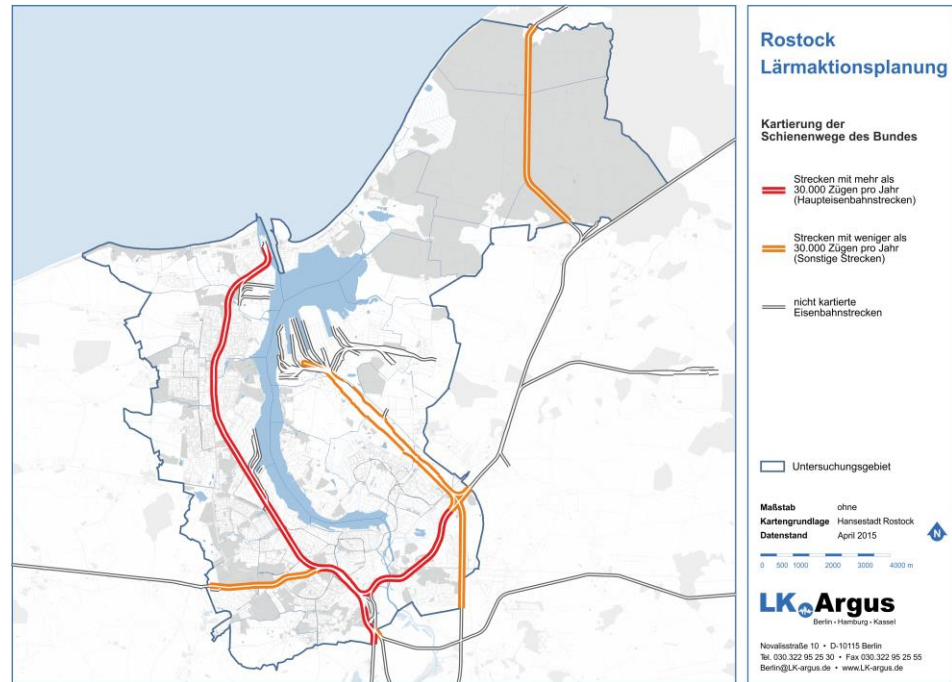 Rostock
Lärmaktionsplanung
Kartierung der
Schienenwege des Bundes
Strecken mit mehr als
30.000 Zügen pro Jahr
(Haupteisenbahnstrecken)
Strecken mit weniger als
30.000 Zügen pro Jahr
(Sonstige Strecken)
nicht kartierte
Eisenbahnstrecken
Untersuchungsgebiet
Maßstab ohne
Kartengrundlage Hansestadt Rostock
Datenstand April 2015
N
0 500 1000 2000 3000 4000 m
LK Argus
Berlin • Hamburg • Kassel
Novalisstraße 10 • D-10115 Berlin
Tel. 030.322 95 25 30 • Fax 030.322 95 25 55
Berlin@LK-argus.de • www.LK-argus.de